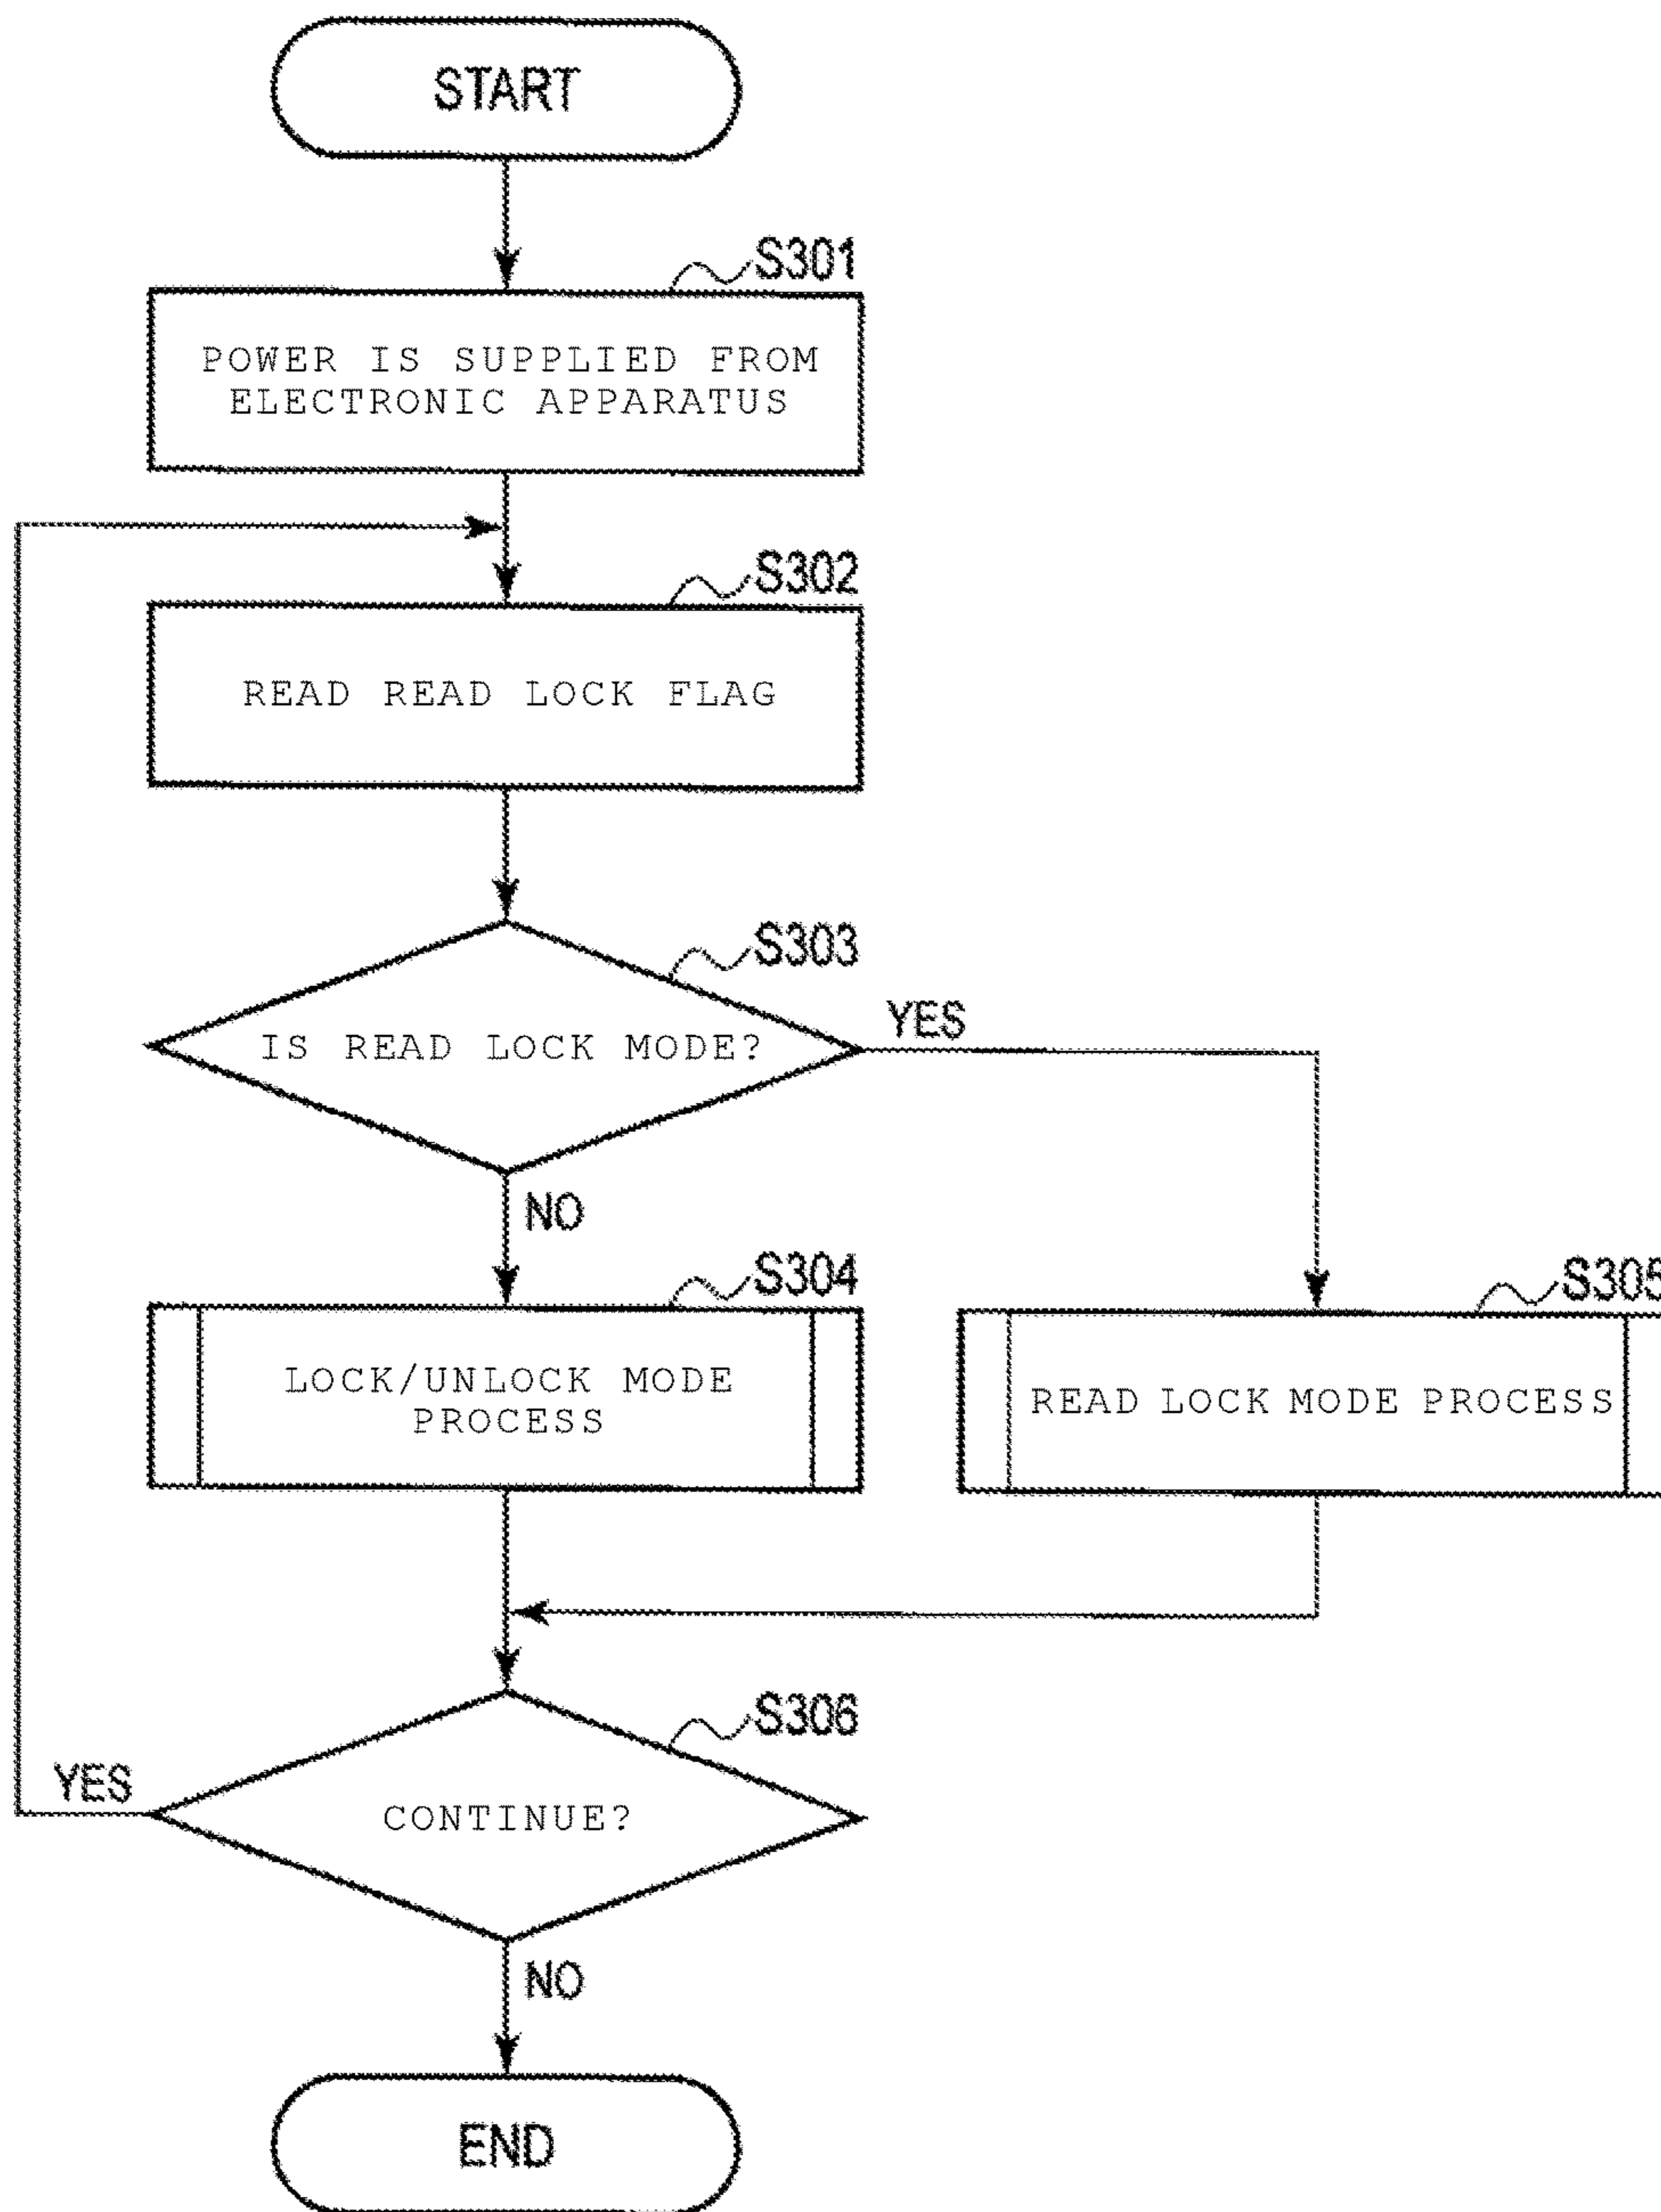 START
S301
POWER IS SUPPLIED FROM
ELECTRONIC APPARATUS
S302
READ READ LOCK FLAG
S303
IS READ LOCK MODE?
YES
NO
S304
LOCK/UNLOCK MODE
PROCESS
S305
READ LOCK MODE PROCESS
S306
YES
CONTINUE?
NO
END